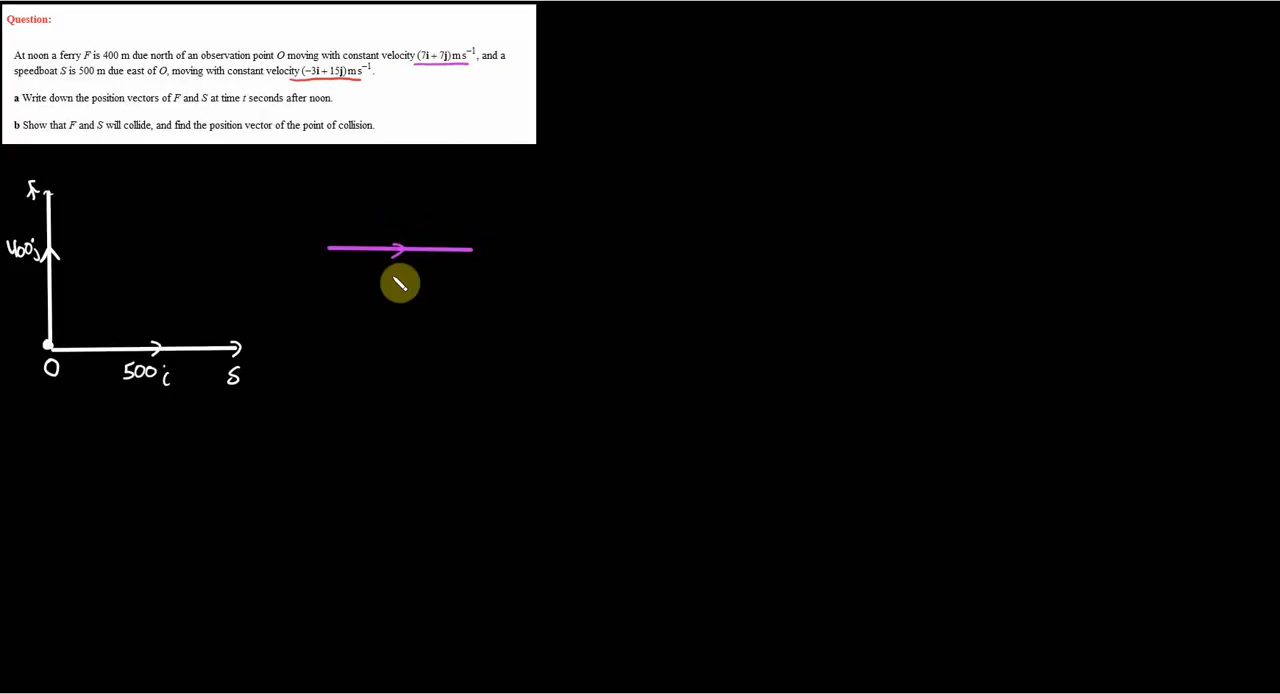 Question:
At noon a ferry F is 400 m due north of an observation point O moving with constant velocity (7i + 7j) m s⁻¹, and a
speedboat S is 500 m due east of O, moving with constant velocity (−3i + 15j) m s⁻¹.
a Write down the position vectors of F and S at time t seconds after noon.
b Show that F and S will collide, and find the position vector of the point of collision.
F
400j
O
500i
S